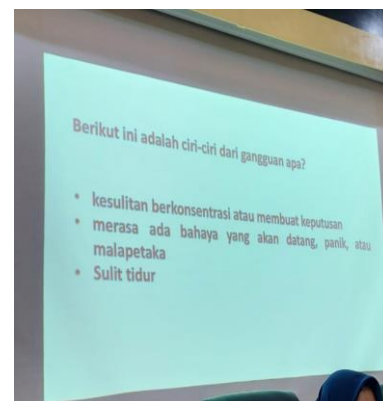 Berikut ini adalah ciri-ciri dari gangguan apa?
• kesulitan berkonsentrasi atau membuat keputusan
• merasa ada bahaya yang akan datang, panik, atau
malapetaka
• Sulit tidur